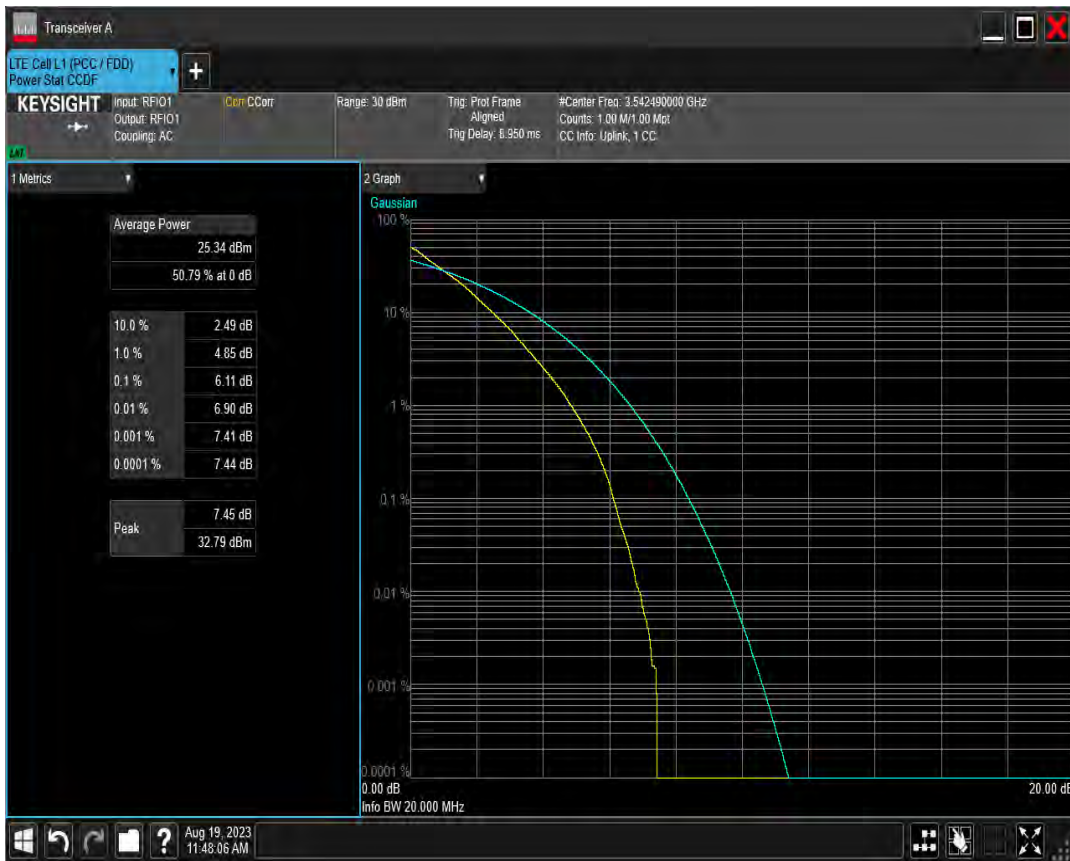 Transceiver A
LTE Cell L1 (PCC / FDD)
Power Stat CCDF
KEYSIGHT
Input: RFIO1
Output: RFIO1
Coupling: AC
Corr CCorr
Range: 30 dBm
Trig: Prot Frame
Aligned
Trig Delay: 8.950 ms
#Center Freq: 3.542490000 GHz
Counts: 1.00 M/1.00 Mpt
CC Info: Uplink, 1 CC
LXI
1 Metrics
Average Power
25.34 dBm
50.79 % at 0 dB
10.0 % 2.49 dB
1.0 % 4.85 dB
0.1 % 6.11 dB
0.01 % 6.90 dB
0.001 % 7.41 dB
0.0001 % 7.44 dB
Peak
7.45 dB
32.79 dBm
2 Graph
Gaussian
100 %
10 %
1 %
0.1 %
0.01 %
0.001 %
0.0001 %
0.00 dB
20.00 dB
Info BW 20.000 MHz
Aug 19, 2023
11:48:06 AM